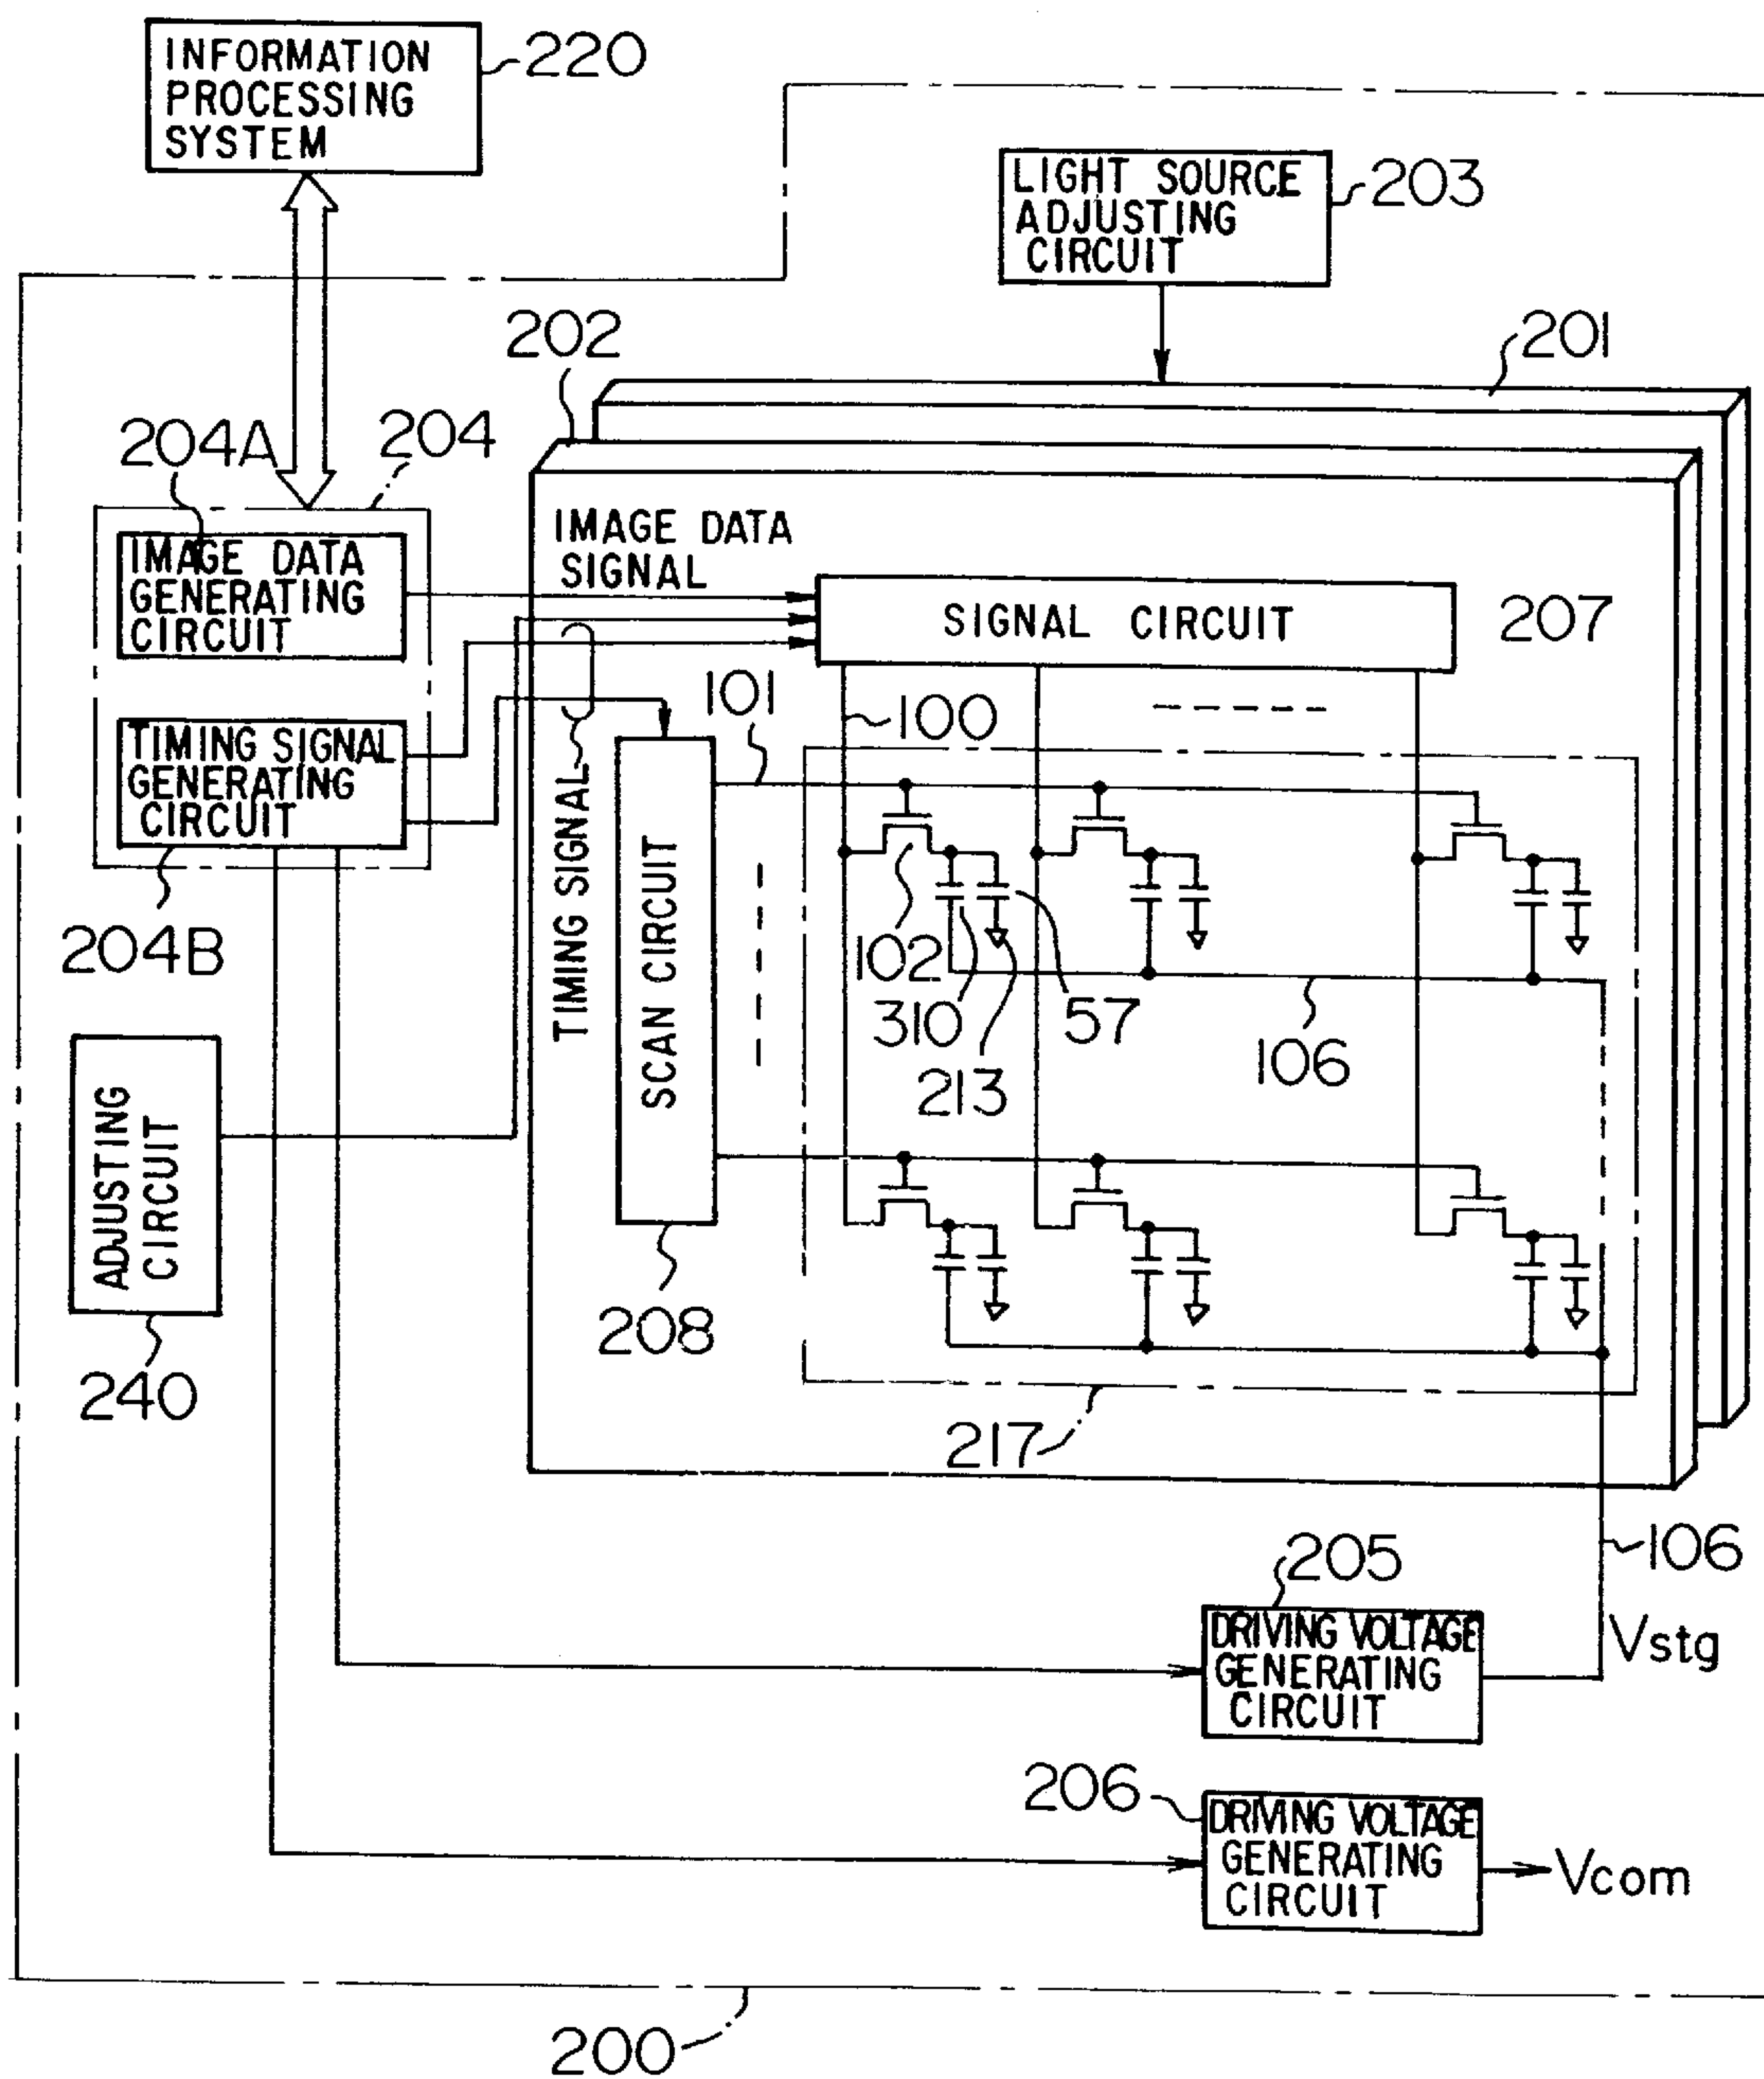 INFORMATION
PROCESSING
SYSTEM
220
LIGHT SOURCE
ADJUSTING
CIRCUIT
203
202
201
204A
204
IMAGE DATA
GENERATING
CIRCUIT
IMAGE DATA
SIGNAL
SIGNAL CIRCUIT
207
101
100
TIMING SIGNAL
GENERATING
CIRCUIT
204B
TIMING SIGNAL
SCAN CIRCUIT
102
310
57
213
106
ADJUSTING
CIRCUIT
240
208
217
106
205
DRIVING VOLTAGE
GENERATING
CIRCUIT
Vstg
206
DRIVING VOLTAGE
GENERATING
CIRCUIT
Vcom
200